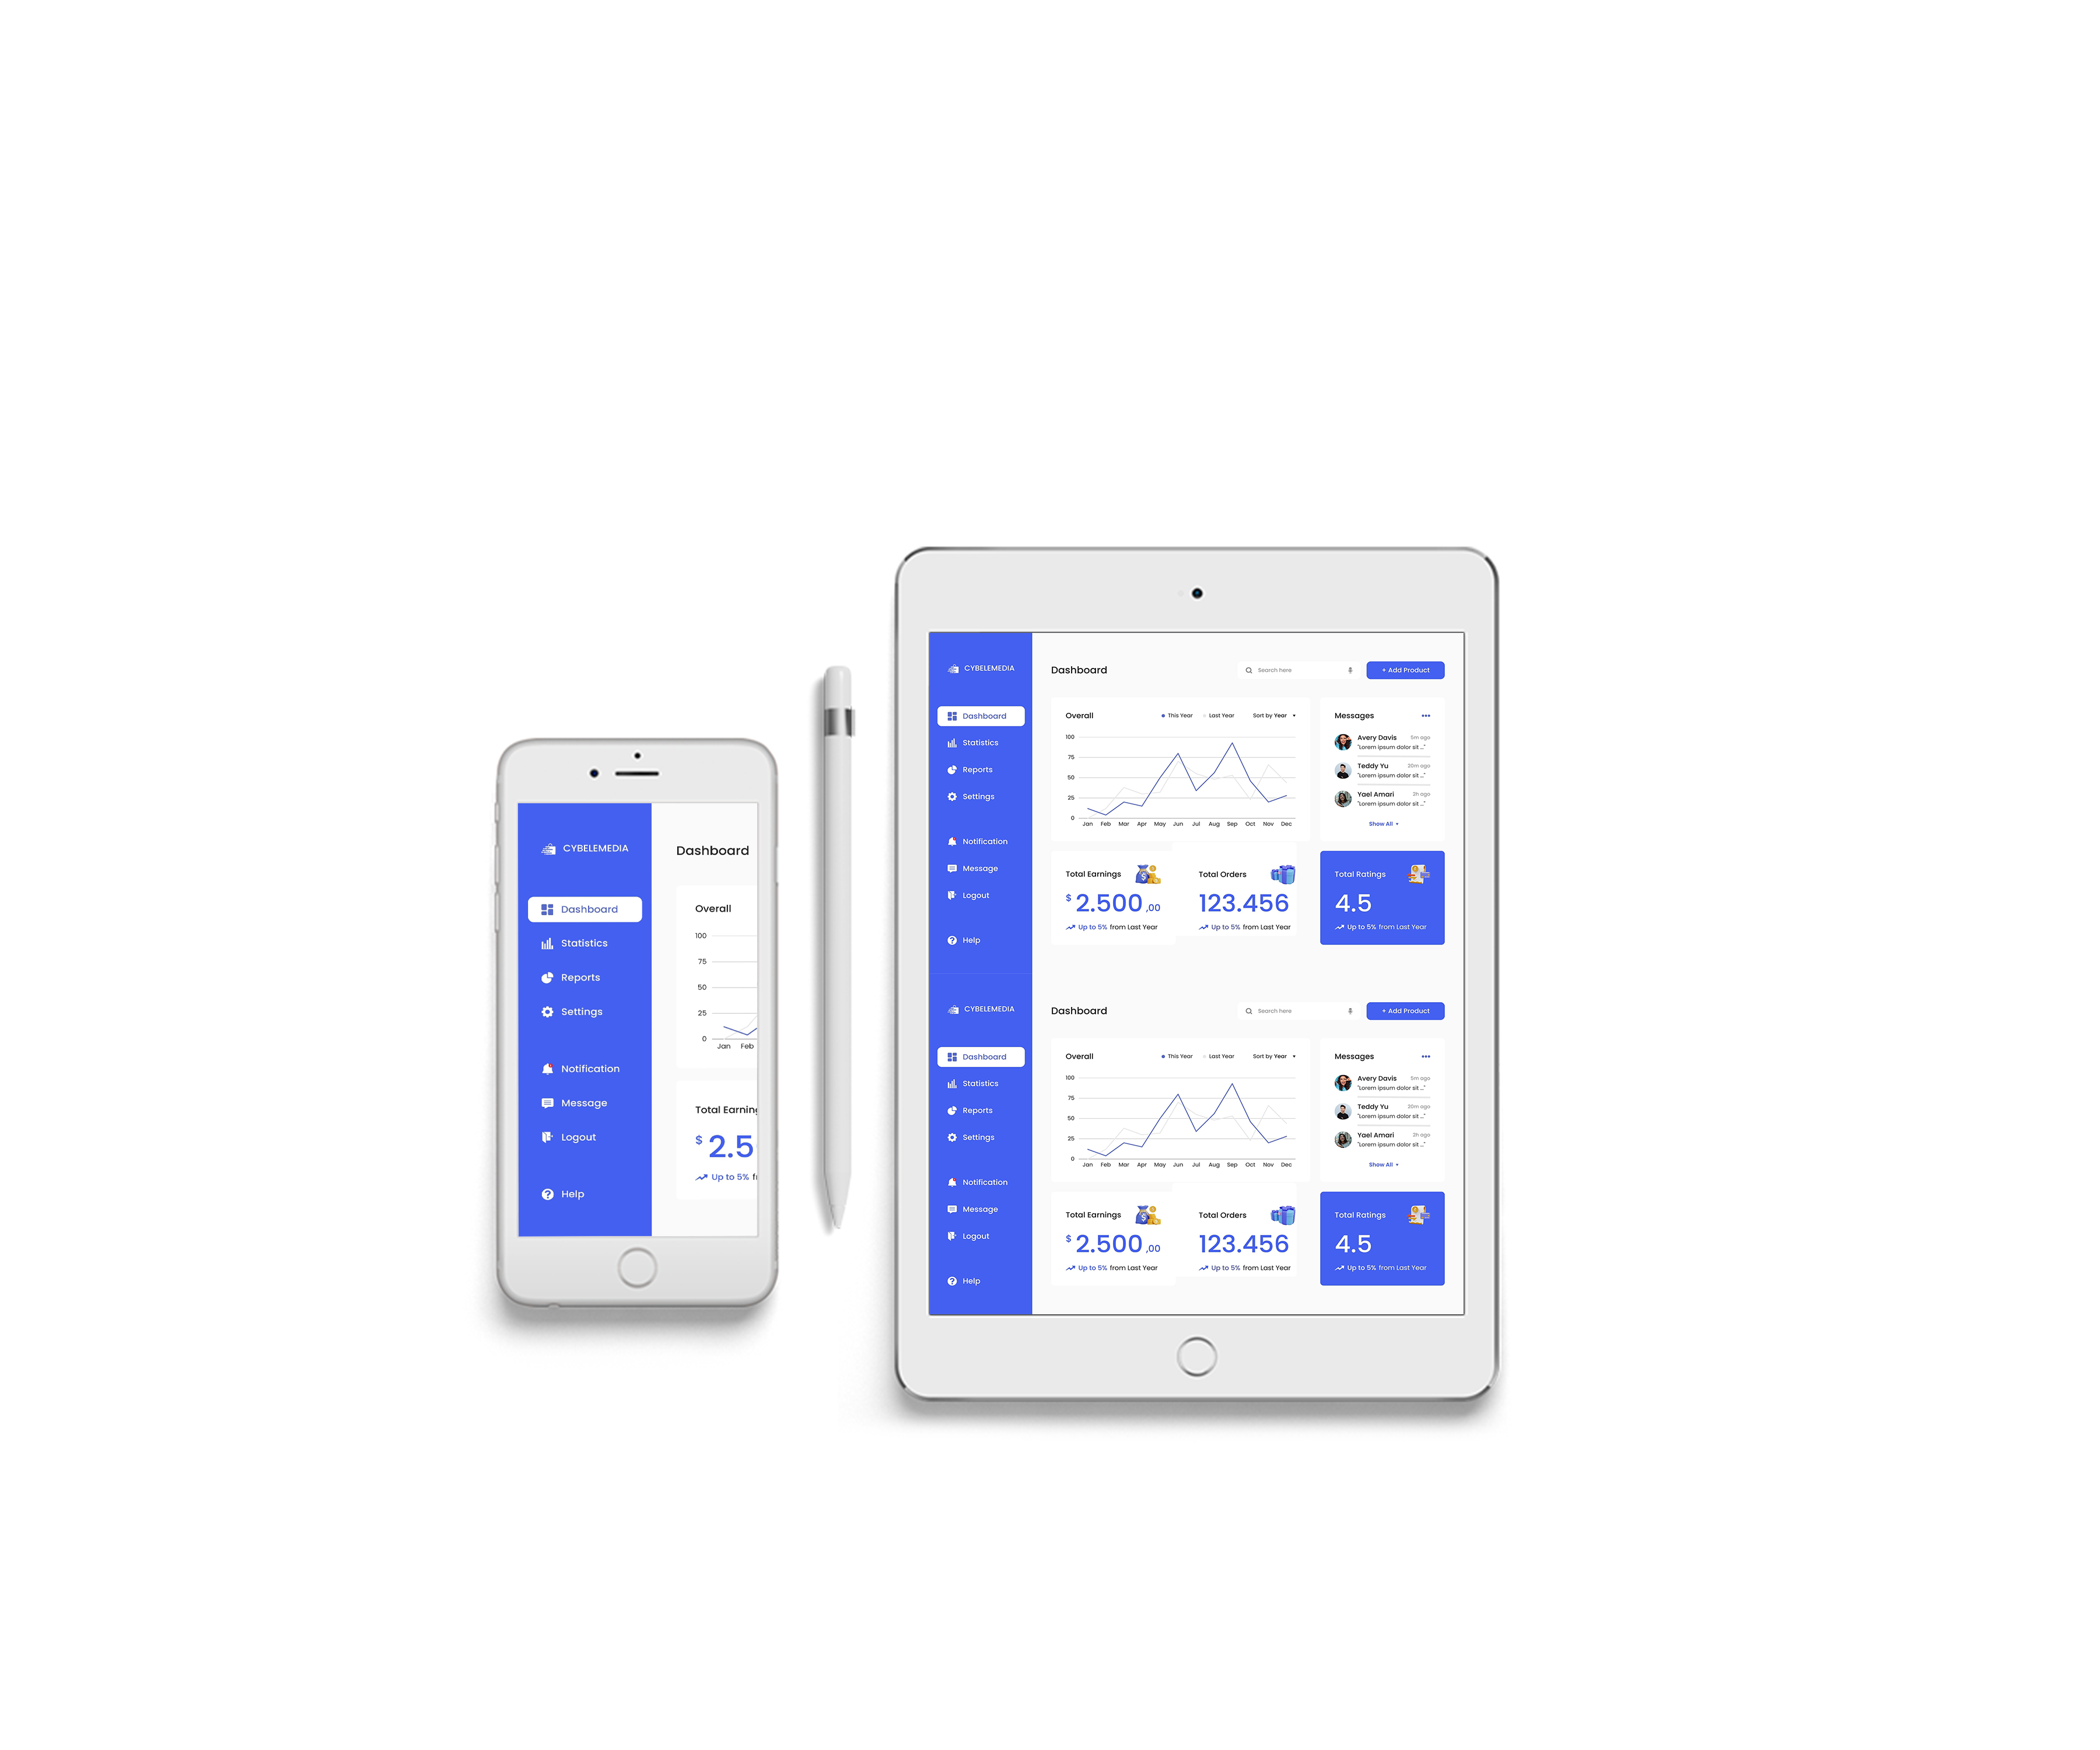 CYBELEMEDIA
Dashboard
Dashboard
Overall
Statistics
Reports
Settings
100
75
50
25
0
Jan Feb
Notification
Message
Logout
Help
Total Earning
$ 2.5
Up to 5% fr
CYBELEMEDIA
Dashboard
Statistics
Reports
Settings
Notification
Message
Logout
Help
Dashboard
Search here
+ Add Product
Overall
This Year Last Year Sort by Year
100
75
50
25
0
Jan Feb Mar Apr May Jun Jul Aug Sep Oct Nov Dec
Messages
Avery Davis 5m ago
"Lorem ipsum dolor sit ..."
Teddy Yu 20m ago
"Lorem ipsum dolor sit ..."
Yael Amari 2h ago
"Lorem ipsum dolor sit ..."
Show All
Total Earnings
$ 2.500 ,00
Up to 5% from Last Year
Total Orders
123.456
Up to 5% from Last Year
Total Ratings
4.5
Up to 5% from Last Year
CYBELEMEDIA
Dashboard
Statistics
Reports
Settings
Notification
Message
Logout
Help
Dashboard
Search here
+ Add Product
Overall
This Year Last Year Sort by Year
100
75
50
25
0
Jan Feb Mar Apr May Jun Jul Aug Sep Oct Nov Dec
Messages
Avery Davis 5m ago
"Lorem ipsum dolor sit ..."
Teddy Yu 20m ago
"Lorem ipsum dolor sit ..."
Yael Amari 2h ago
"Lorem ipsum dolor sit ..."
Show All
Total Earnings
$ 2.500 ,00
Up to 5% from Last Year
Total Orders
123.456
Up to 5% from Last Year
Total Ratings
4.5
Up to 5% from Last Year